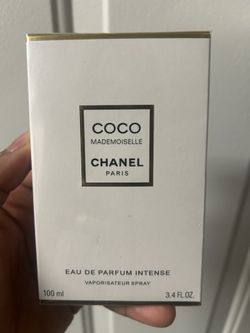 COCO
MADEMOISELLE
CHANEL
PARIS
EAU DE PARFUM INTENSE
VAPORISATEUR SPRAY
100 ml 3.4 FL.OZ.